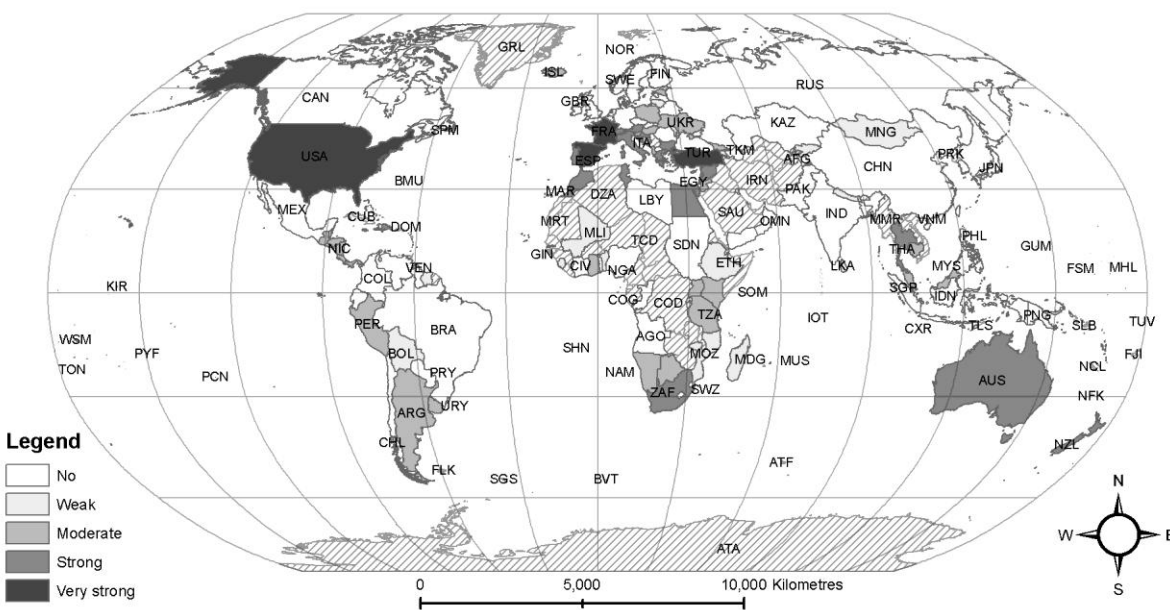 GRL
NOR
ISL
SWE
FIN
RUS
CAN
GBR
UKR
KAZ
MNG
SPM
FRA
ITA
USA
ESP
TUR
TKM
AFG
CHN
PRK
JPN
BMU
MAR
DZA
LBY
EGY
IRN
PAK
MEX
CUB
DOM
MRT
MLI
TCD
SDN
SAU
OMN
IND
MMR
VNM
NIC
GIN
CIV
NGA
ETH
THA
PHL
GUM
FSM
MHL
COL
VEN
LKA
MYS
SGP
KIR
COG
COD
SOM
IDN
PER
BRA
TZA
IOT
CXR
TLS
PNG
SLB
TUV
WSM
PYF
BOL
SHN
AGO
MOZ
MDG
MUS
FJI
TON
PCN
PRY
NAM
ZAF
SWZ
AUS
NCL
NFK
ARG
URY
CHL
NZL
FLK
SGS
BVT
ATF
ATA
Legend
No
Weak
Moderate
Strong
Very strong
N
W
E
S
0 5,000 10,000 Kilometres